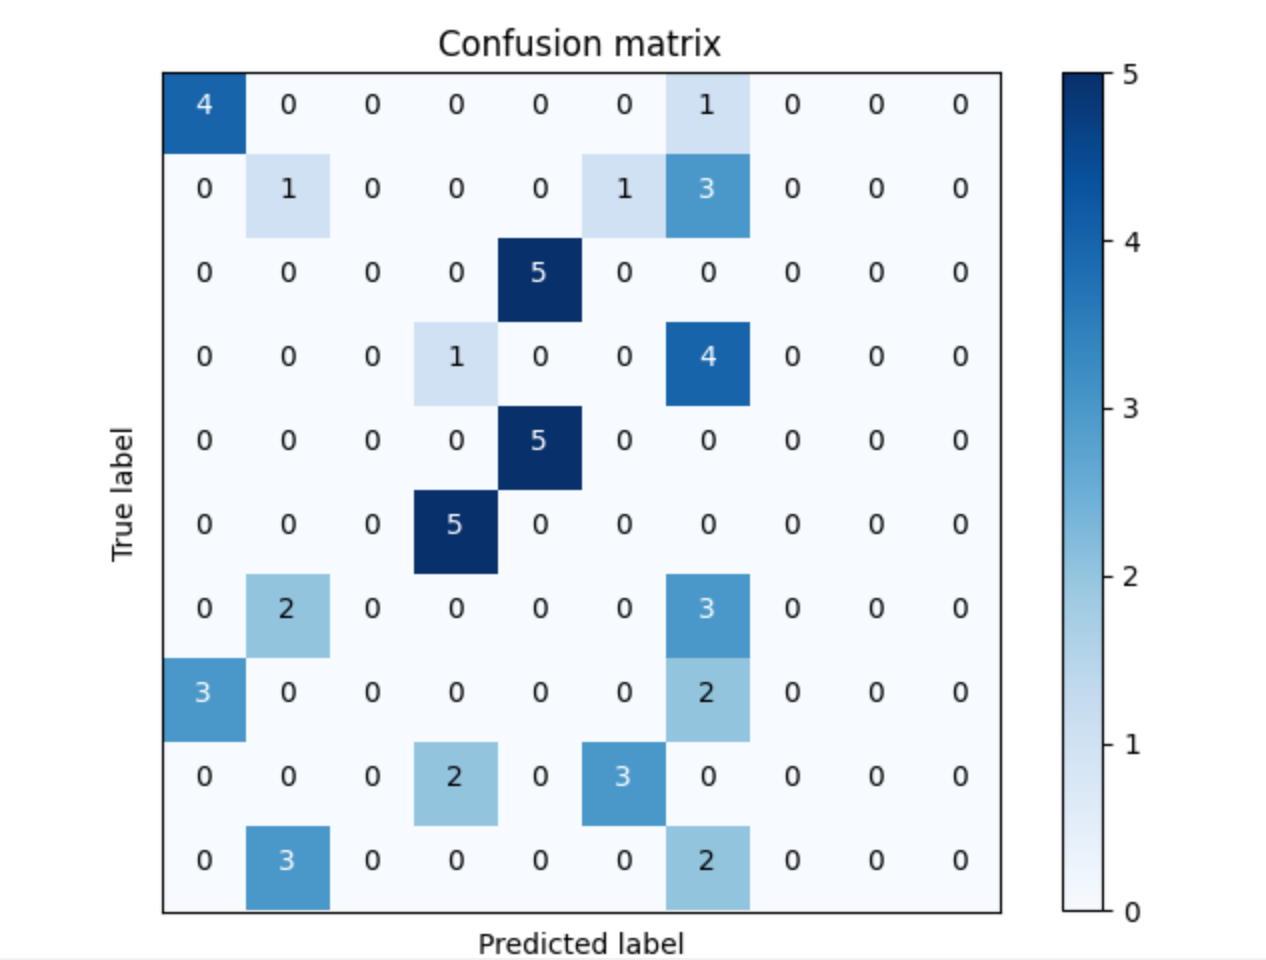 Confusion matrix
4 0 0 0 0 0 1 0 0 0
0 1 0 0 0 1 3 0 0 0
0 0 0 0 5 0 0 0 0 0
0 0 0 1 0 0 4 0 0 0
0 0 0 0 5 0 0 0 0 0
0 0 0 5 0 0 0 0 0 0
0 2 0 0 0 0 3 0 0 0
3 0 0 0 0 0 2 0 0 0
0 0 0 2 0 3 0 0 0 0
0 3 0 0 0 0 2 0 0 0
True label
Predicted label
5
4
3
2
1
0